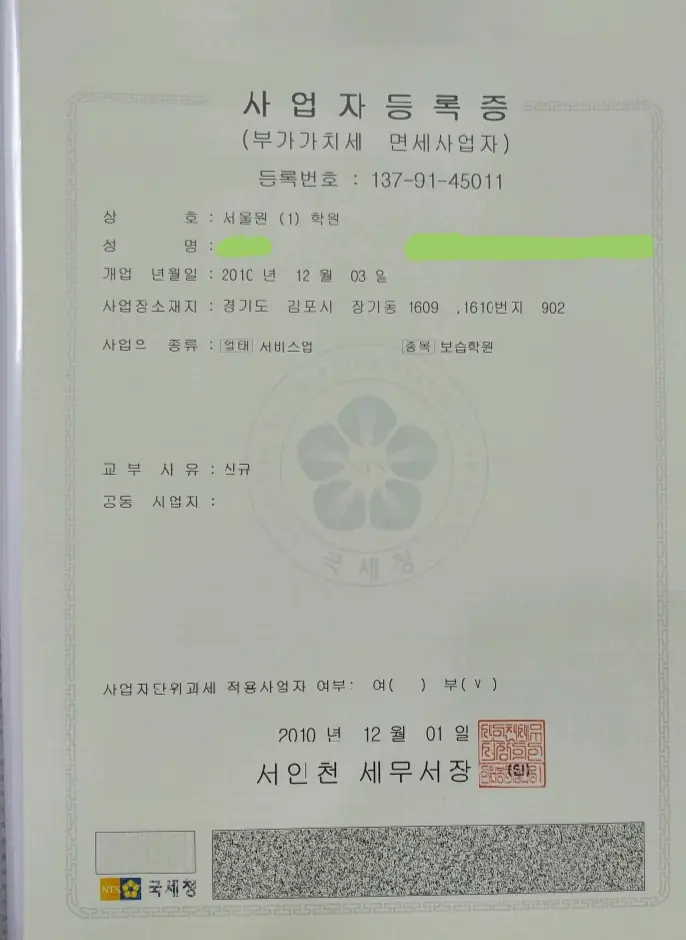 사업자등록증
(부가가치세 면세사업자)
등록번호 : 137-91-45011
상 호 : 서울원 (1) 학원
성 명 :
개업 년월일 : 2010 년 12 월 03 일
사업장소재지 : 경기도 김포시 장기동 1609 ,1610번지 902
사업의 종류 : 업태 서비스업 종목 보습학원
교 부 사 유 : 신규
공동 사업자 :
NTS
국세청
사업자단위과세 적용사업자 여부: 여( ) 부(V)
2010 년 12 월 01 일
서인천 세무서장 (인)
NTS 국세청